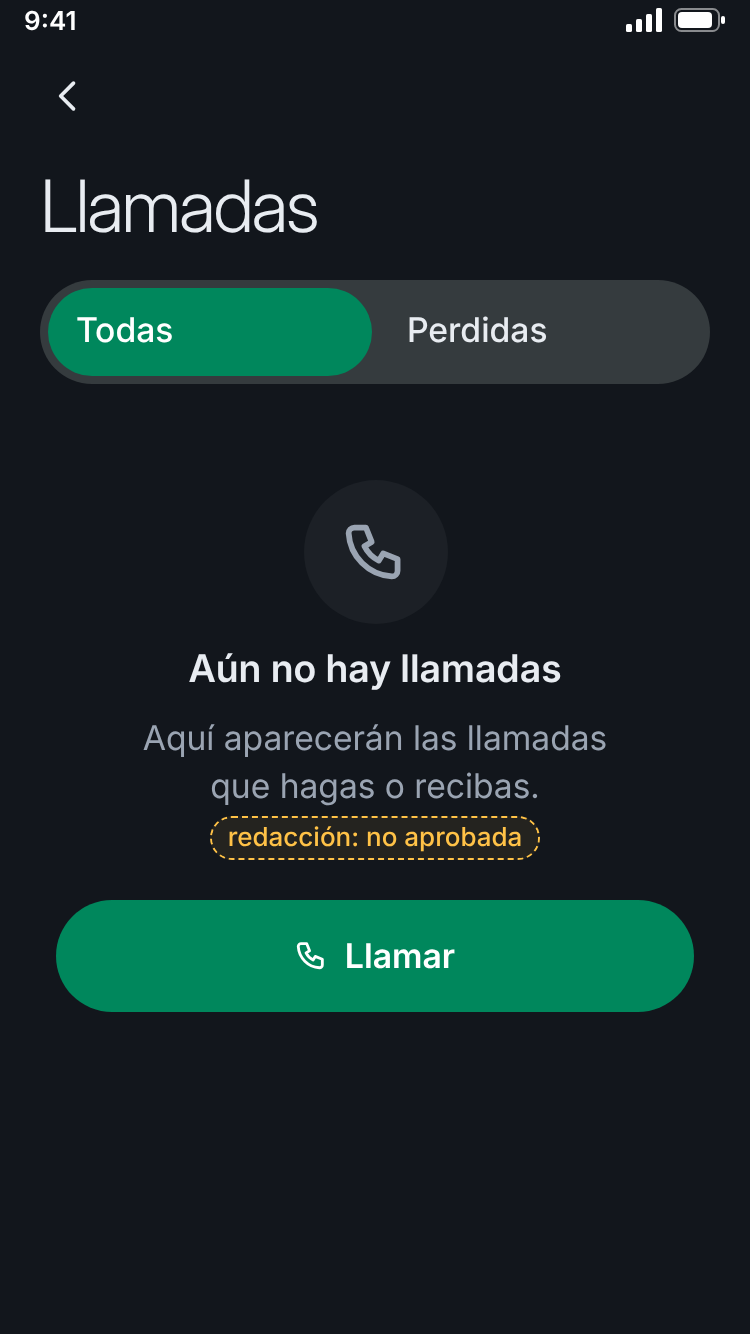 9:41
Llamadas
Todas
Perdidas
Aún no hay llamadas
Aquí aparecerán las llamadas
que hagas o recibas.
redacción: no aprobada
Llamar